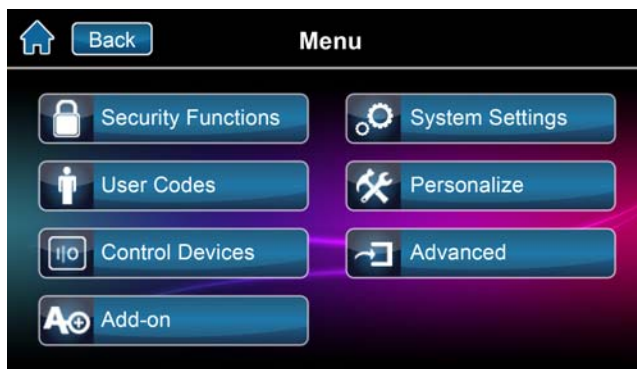 Back
Menu
Security Functions
System Settings
User Codes
Personalize
Control Devices
Advanced
Add-on